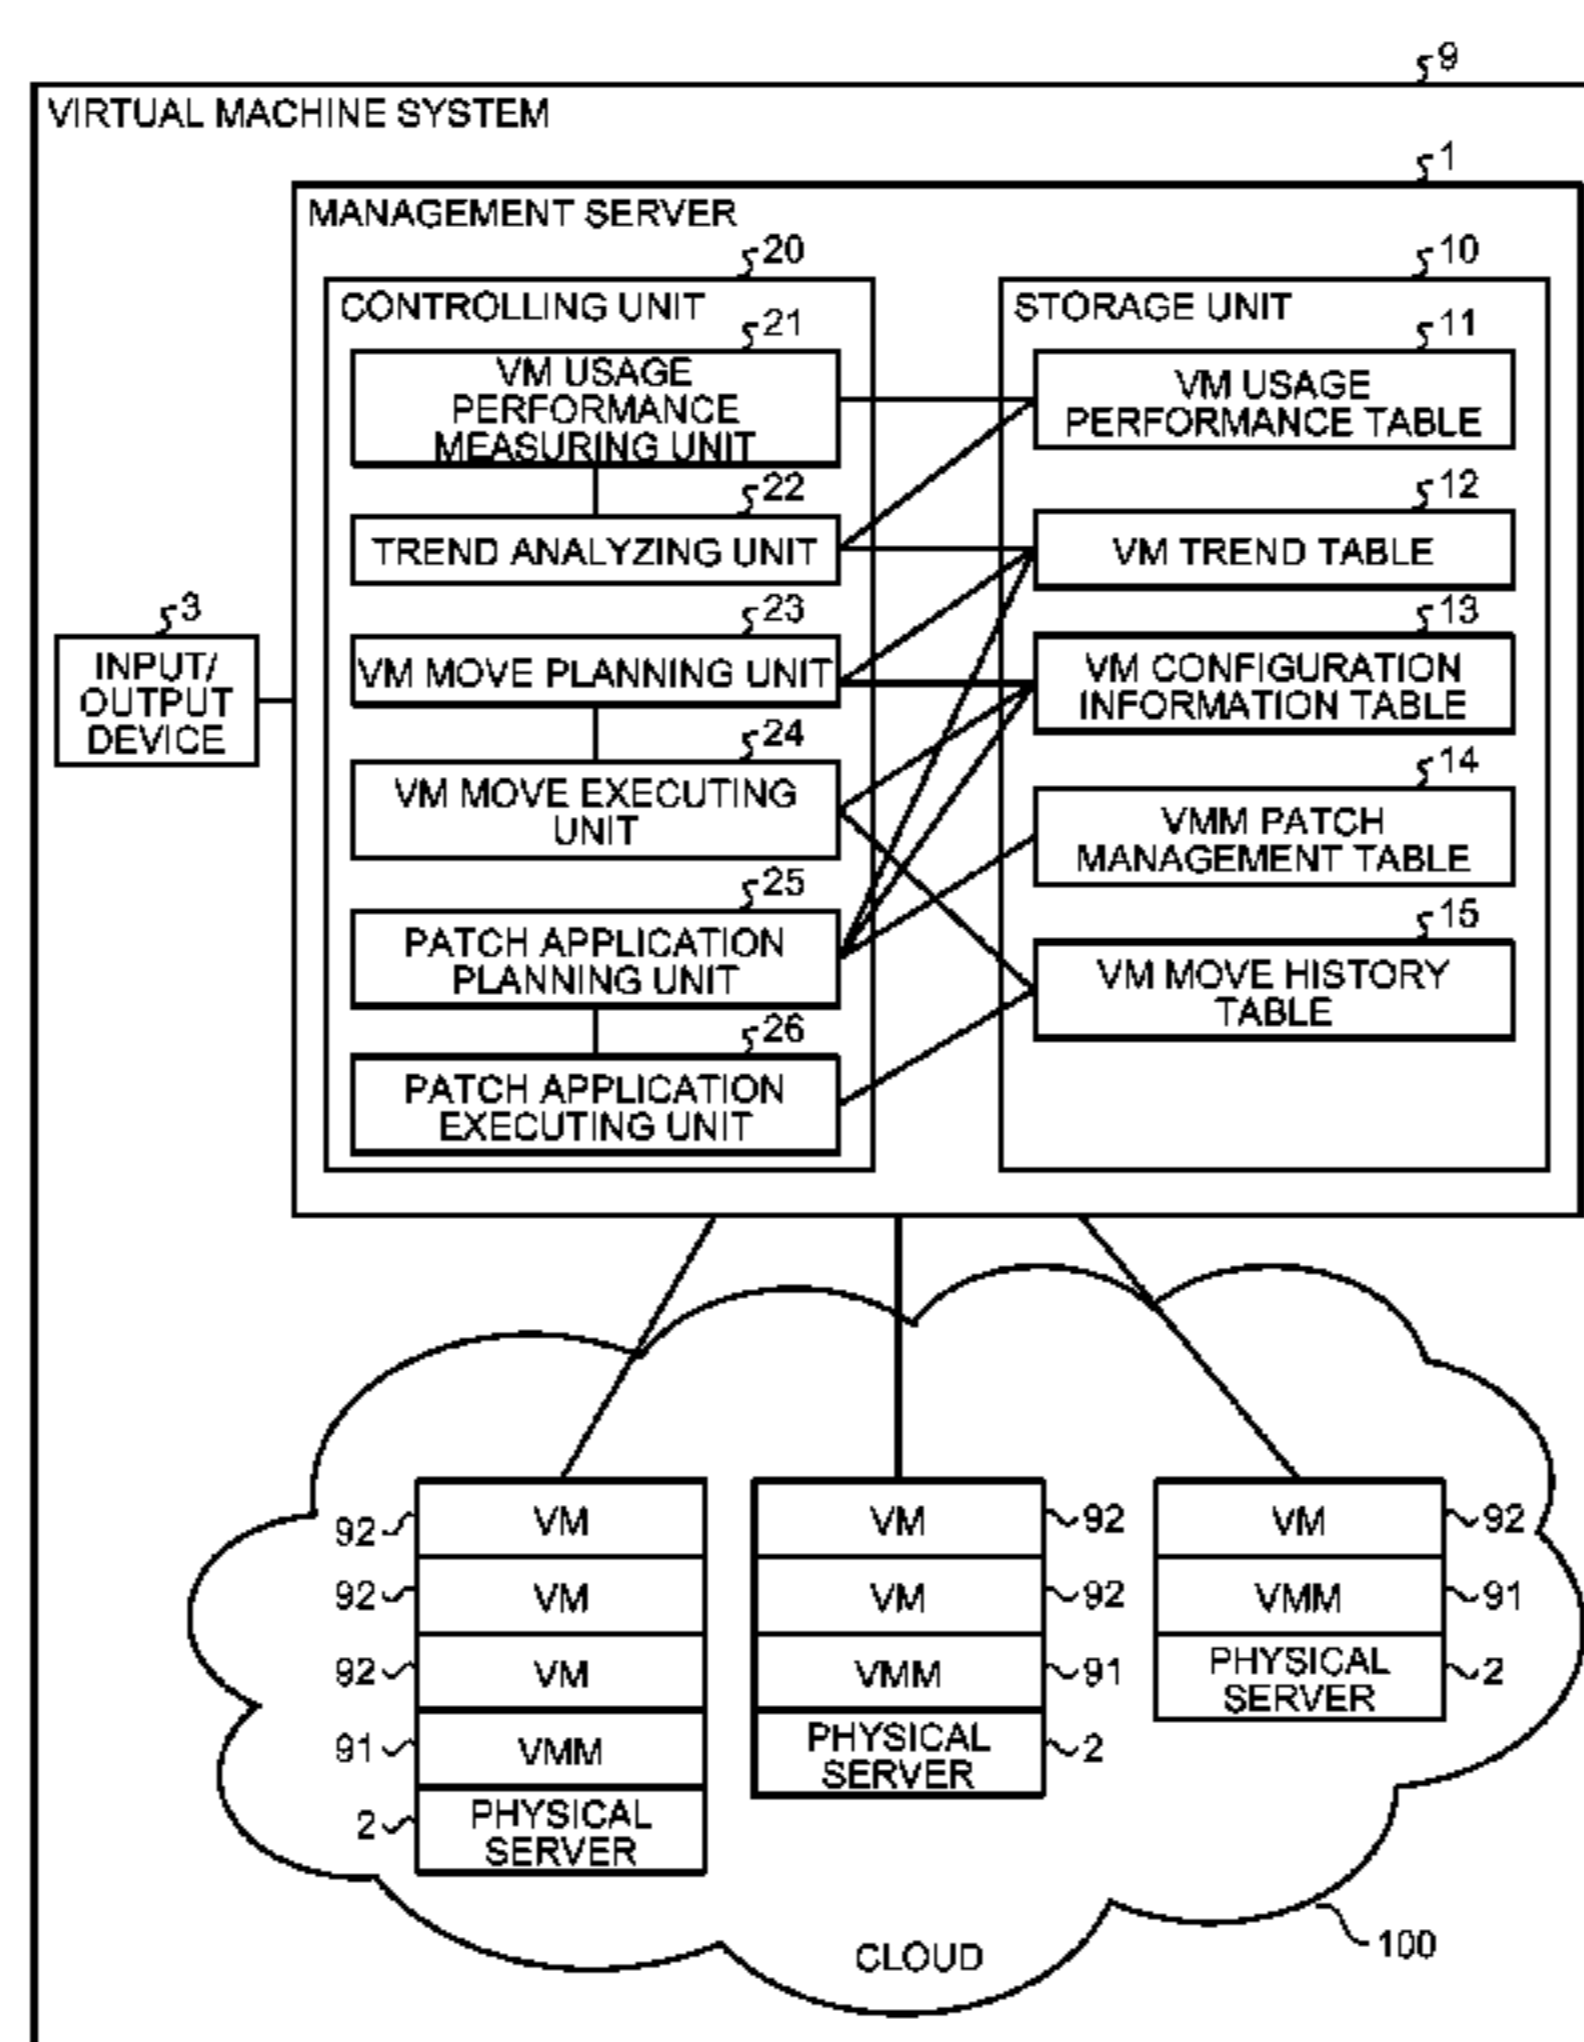 9
VIRTUAL MACHINE SYSTEM
1
MANAGEMENT SERVER
20
CONTROLLING UNIT
21
VM USAGE
PERFORMANCE
MEASURING UNIT
22
TREND ANALYZING UNIT
23
VM MOVE PLANNING UNIT
24
VM MOVE EXECUTING
UNIT
25
PATCH APPLICATION
PLANNING UNIT
26
PATCH APPLICATION
EXECUTING UNIT
10
STORAGE UNIT
11
VM USAGE
PERFORMANCE TABLE
12
VM TREND TABLE
13
VM CONFIGURATION
INFORMATION TABLE
14
VMM PATCH
MANAGEMENT TABLE
15
VM MOVE HISTORY
TABLE
3
INPUT/
OUTPUT
DEVICE
92
VM
92
VM
92
VM
91
VMM
2
PHYSICAL
SERVER
VM
92
VM
92
VMM
91
PHYSICAL
SERVER
2
VM
92
VMM
91
PHYSICAL
SERVER
2
CLOUD
100